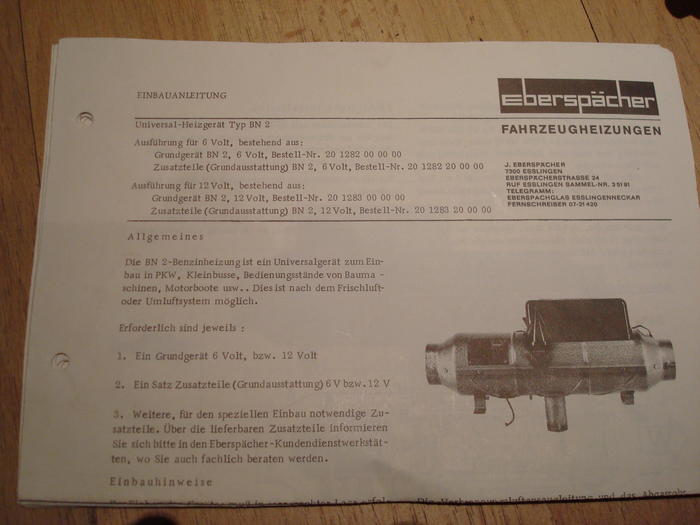 EINBAUANLEITUNG
Eberspächer
FAHRZEUGHEIZUNGEN
Universal-Heizgerät Typ BN 2
Ausführung für 6 Volt, bestehend aus:
Grundgerät BN 2, 6 Volt, Bestell-Nr. 20 1282 00 00 00
Zusatzteile (Grundausstattung) BN 2, 6 Volt, Bestell-Nr. 20 1282 20 00 00
Ausführung für 12 Volt, bestehend aus:
Grundgerät BN 2, 12 Volt, Bestell-Nr. 20 1283 00 00 00
Zusatzteile (Grundausstattung) BN 2, 12 Volt, Bestell-Nr. 20 1283 20 00 00
J. EBERSPÄCHER
7300 ESSLINGEN
EBERSPÄCHERSTRASSE 24
RUF ESSLINGEN SAMMEL-NR. 35181
TELEGRAMM:
EBERSPÄCHGLAS ESSLINGENNECKAR
FERNSCHREIBER 07-21 420
Allgemeines
Die BN 2-Benzinheizung ist ein Universalgerät zum Ein-
bau in PKW, Kleinbusse, Bedienungsstände von Bauma -
schinen, Motorboote usw.. Dies ist nach dem Frischluft-
oder Umluftsystem möglich.
Erforderlich sind jeweils :
1. Ein Grundgerät 6 Volt, bzw. 12 Volt
2. Ein Satz Zusatzteile (Grundausstattung) 6 V bzw. 12 V
3. Weitere, für den speziellen Einbau notwendige Zu-
satzteile. Über die lieferbaren Zusatzteile informieren
Sie sich bitte in den Eberspächer-Kundendienstwerkstät-
ten, wo Sie auch fachlich beraten werden.
Einbauhinweise